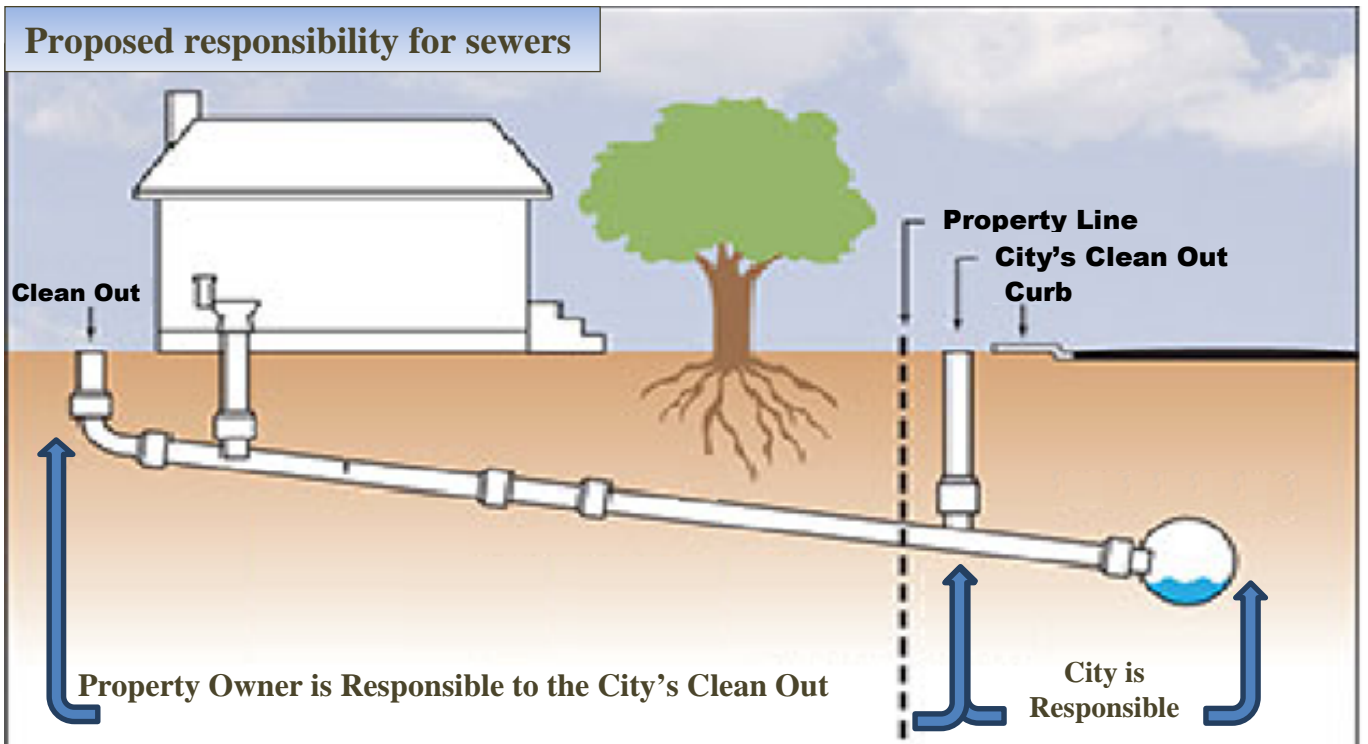 Proposed responsibility for sewers
Property Line
City’s Clean Out
Clean Out
Curb
Property Owner is Responsible to the City’s Clean Out
City is
Responsible